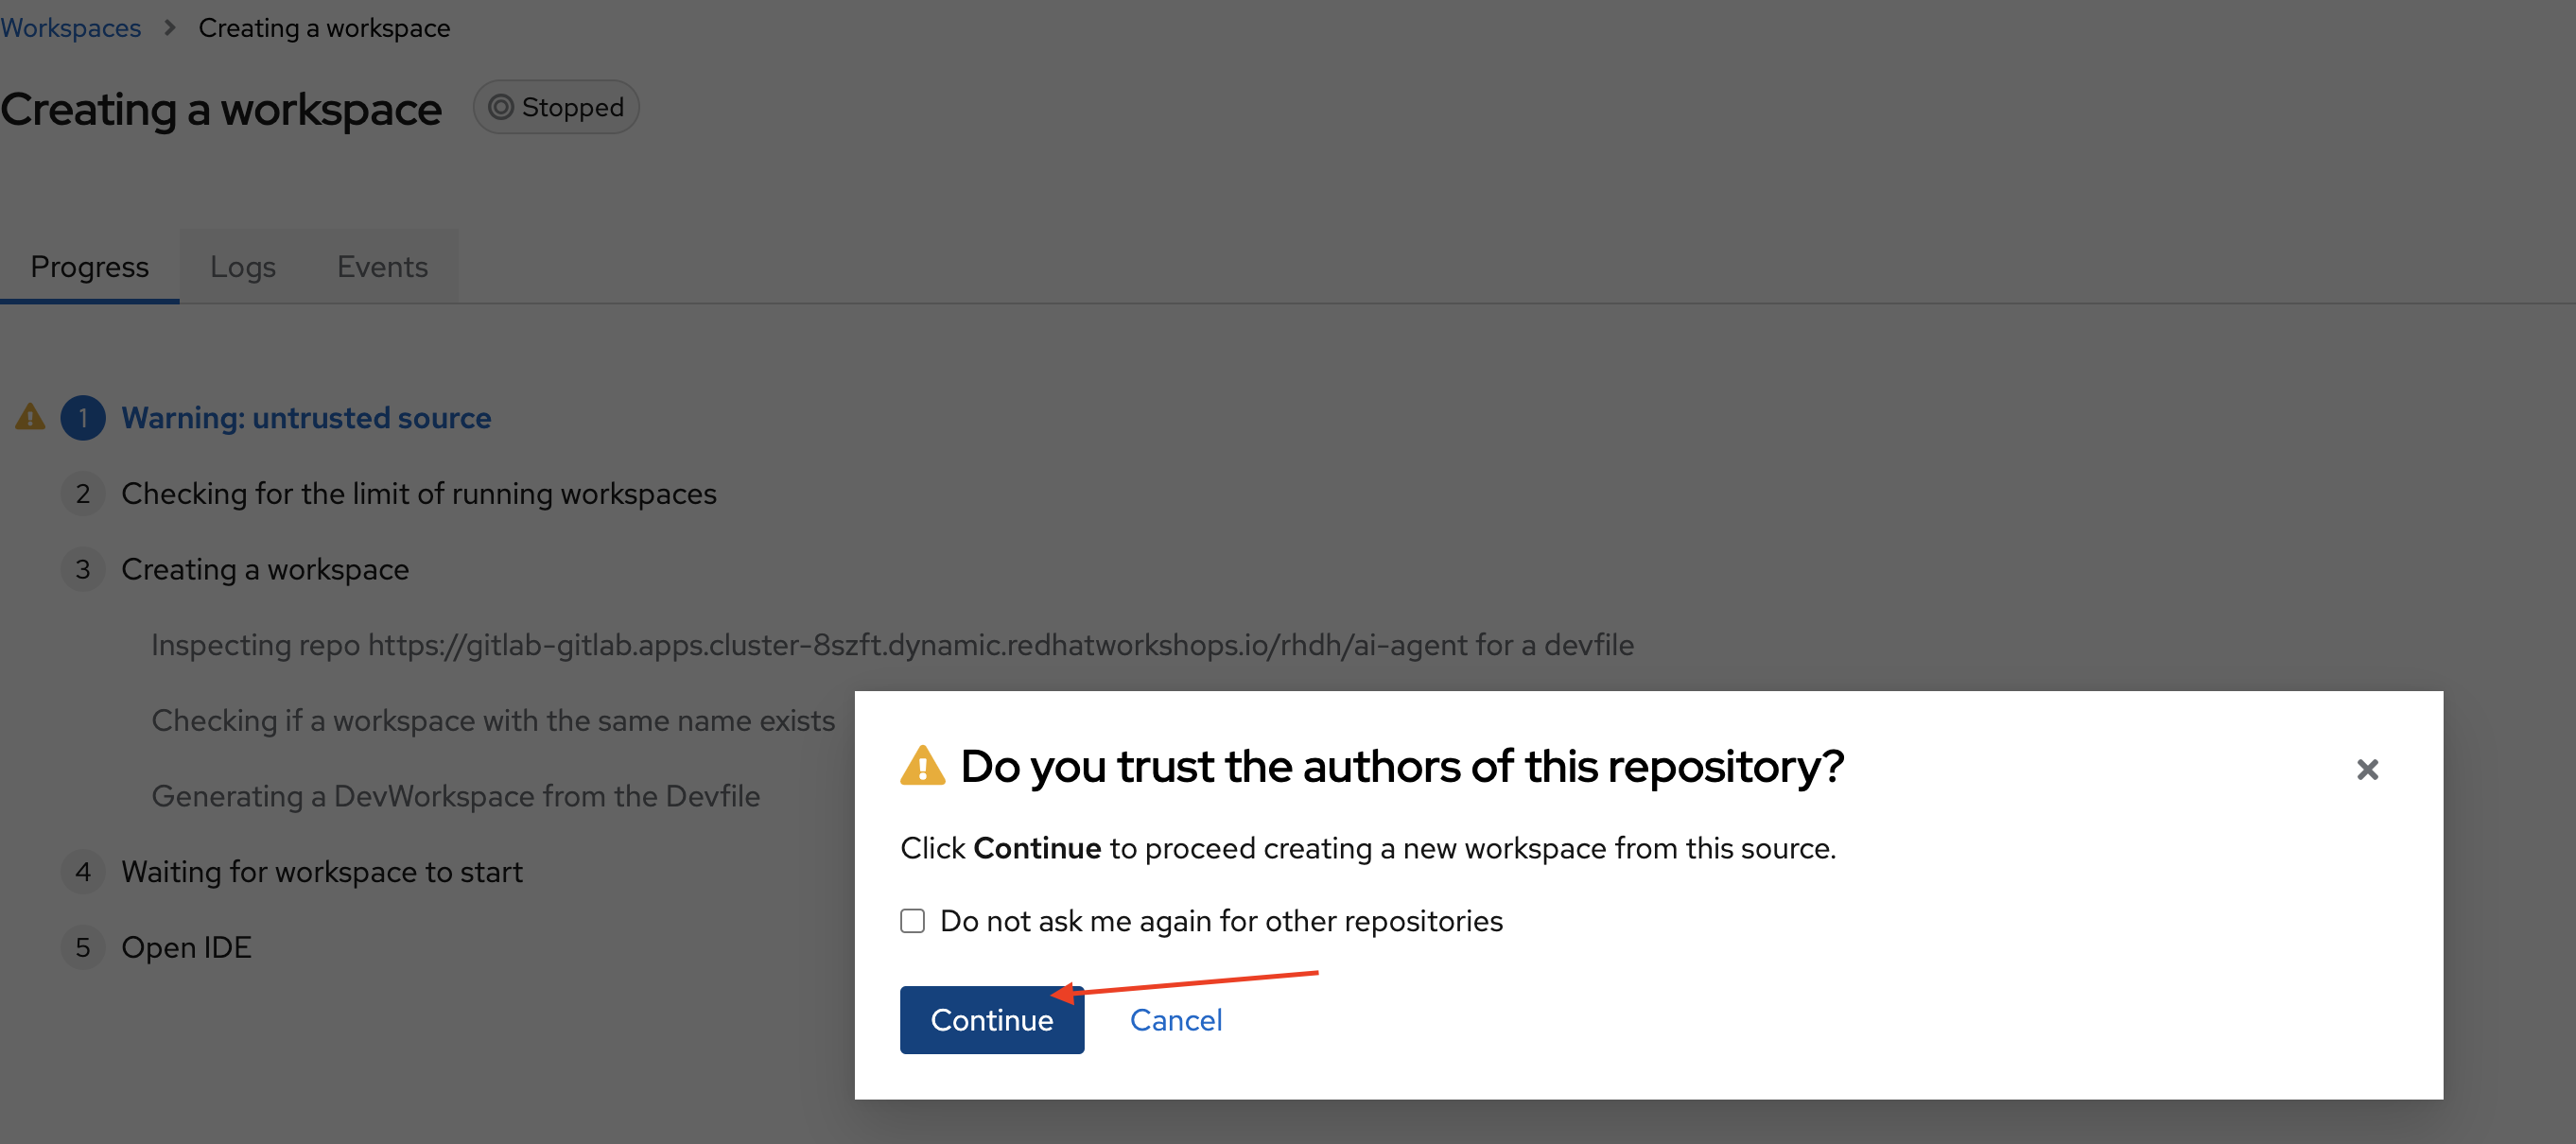 Workspaces > Creating a workspace
Creating a workspace Stopped
Progress Logs Events
1 Warning: untrusted source
2 Checking for the limit of running workspaces
3 Creating a workspace
Inspecting repo https://gitlab-gitlab.apps.cluster-8szft.dynamic.redhatworkshops.io/rhdh/ai-agent for a devfile
Checking if a workspace with the same name exists
Generating a DevWorkspace from the Devfile
4 Waiting for workspace to start
5 Open IDE
Do you trust the authors of this repository?
Click Continue to proceed creating a new workspace from this source.
Do not ask me again for other repositories
Continue Cancel